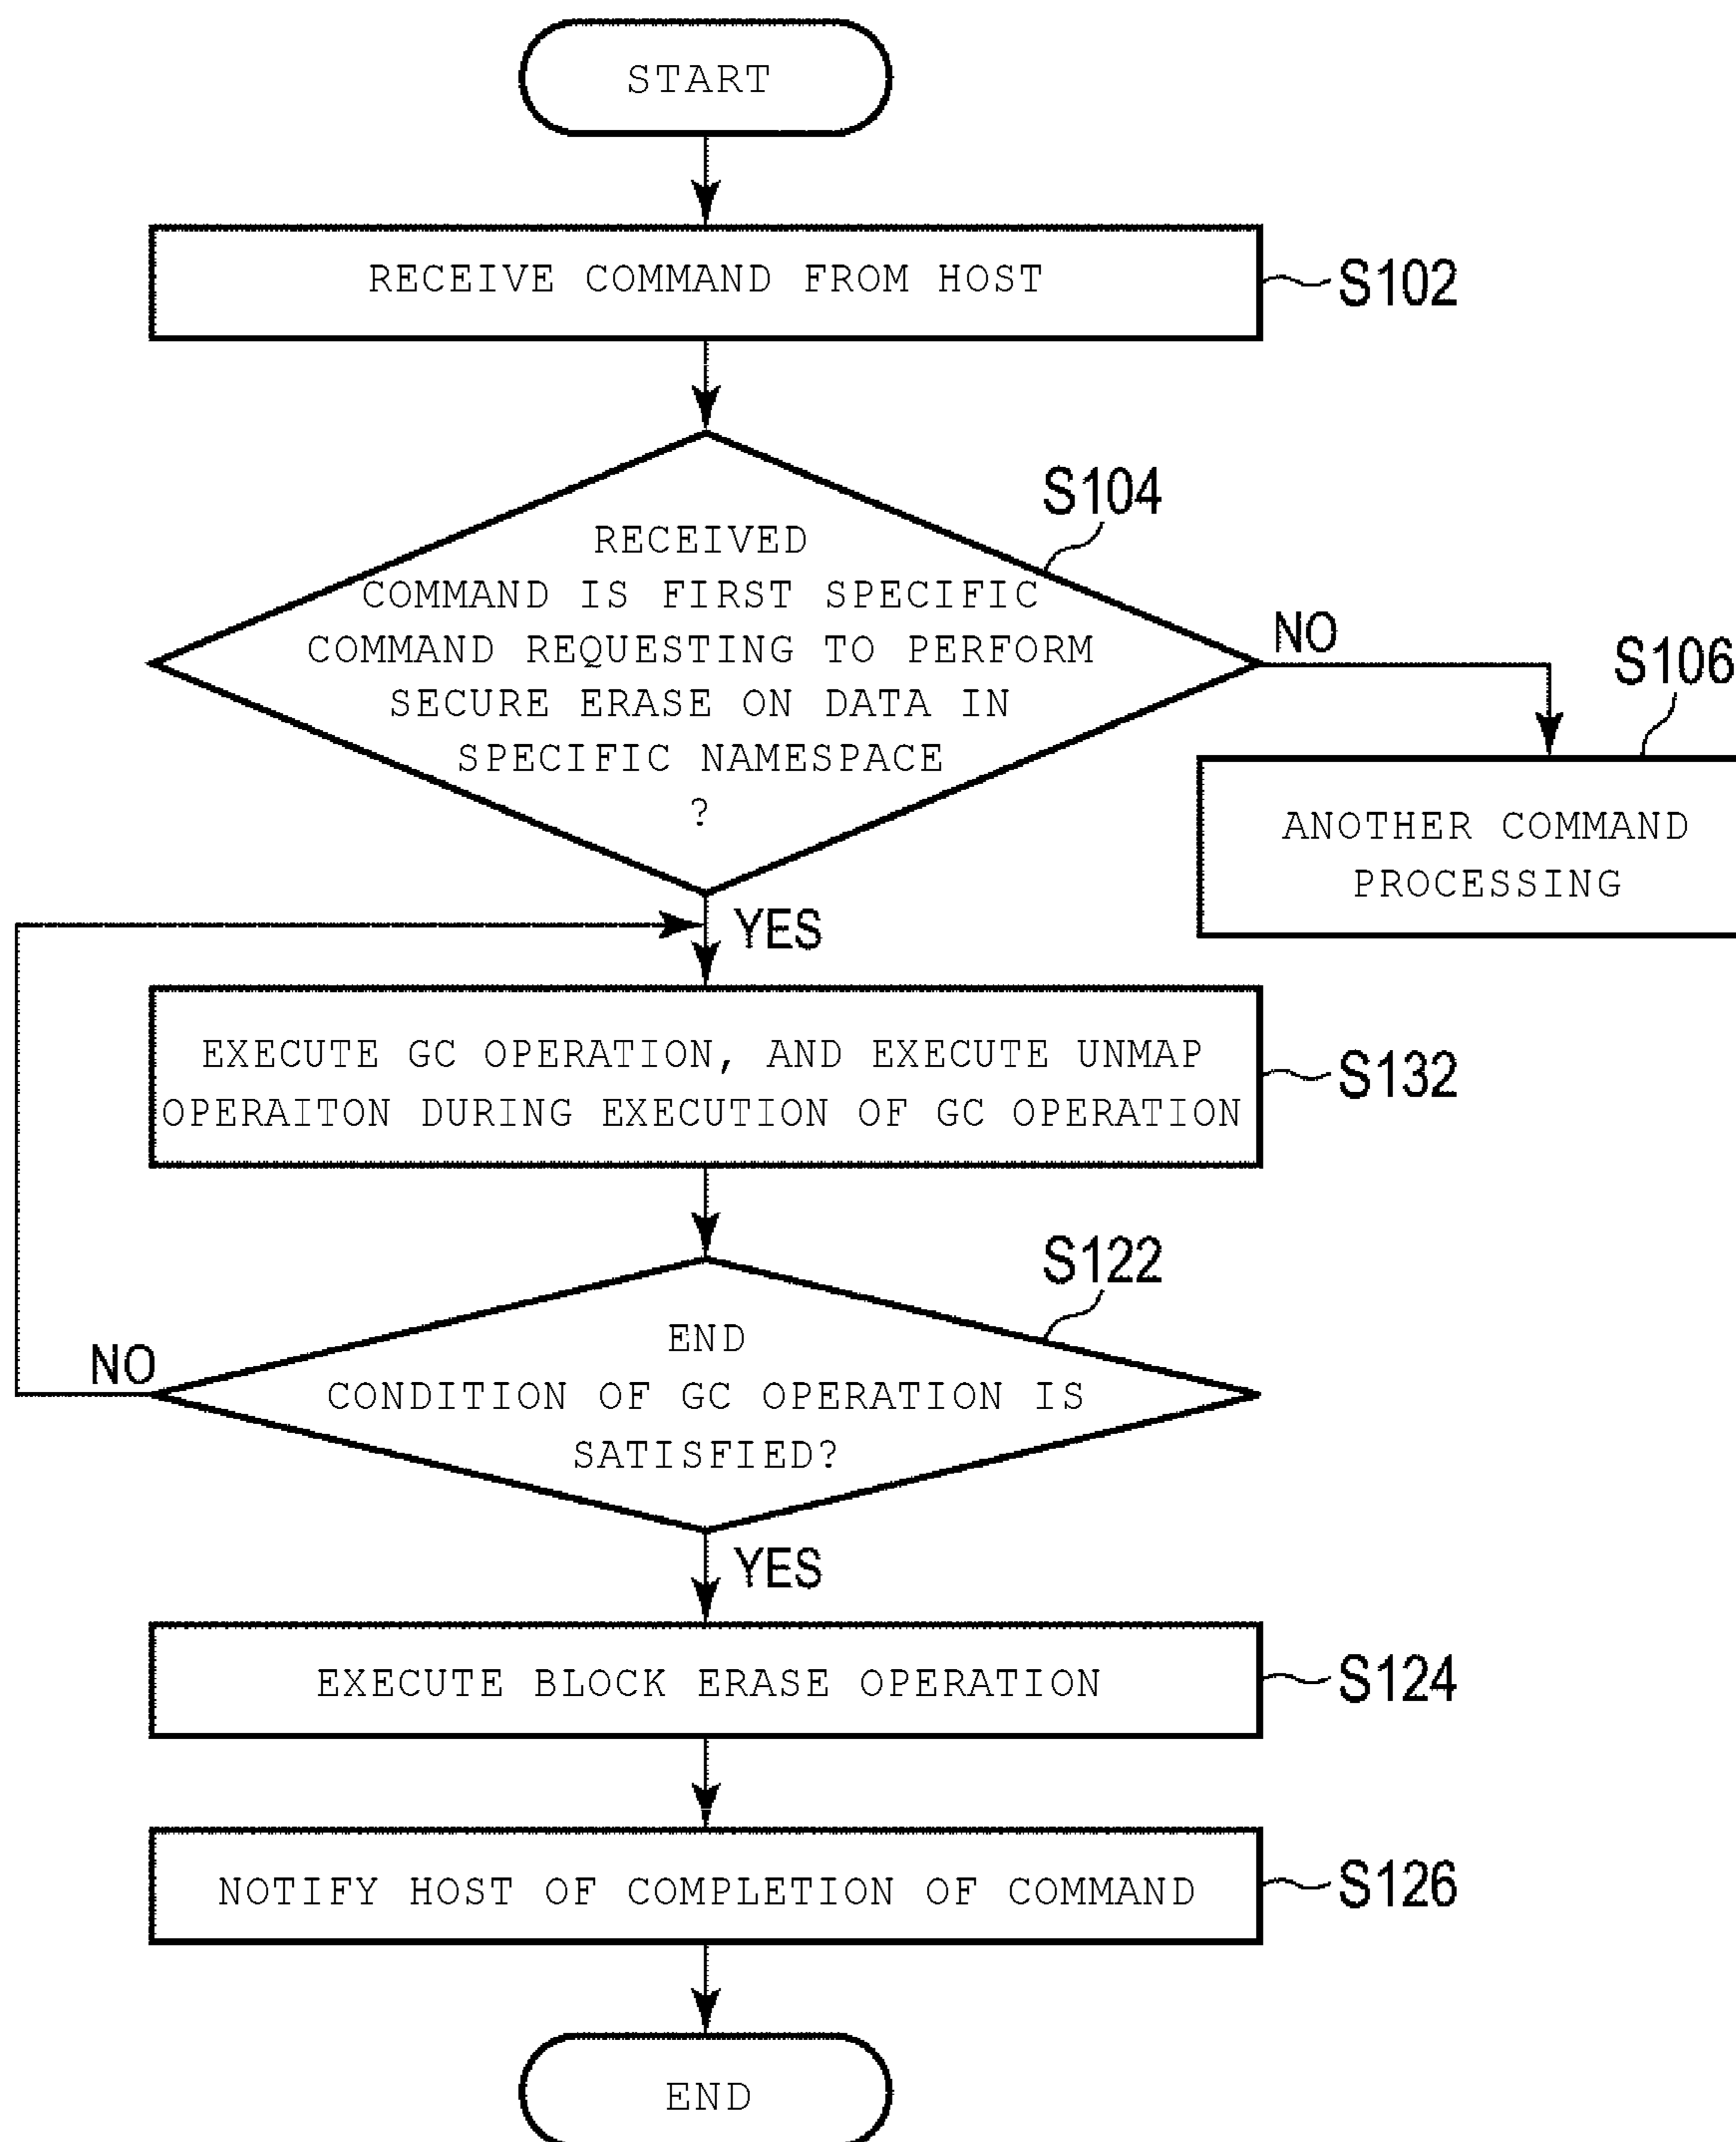 START
RECEIVE COMMAND FROM HOST
S102
S104
RECEIVED
COMMAND IS FIRST SPECIFIC
COMMAND REQUESTING TO PERFORM
SECURE ERASE ON DATA IN
SPECIFIC NAMESPACE
?
NO
S106
ANOTHER COMMAND
PROCESSING
YES
EXECUTE GC OPERATION, AND EXECUTE UNMAP
OPERAITON DURING EXECUTION OF GC OPERATION
S132
S122
END
CONDITION OF GC OPERATION IS
SATISFIED?
NO
YES
EXECUTE BLOCK ERASE OPERATION
S124
NOTIFY HOST OF COMPLETION OF COMMAND
S126
END